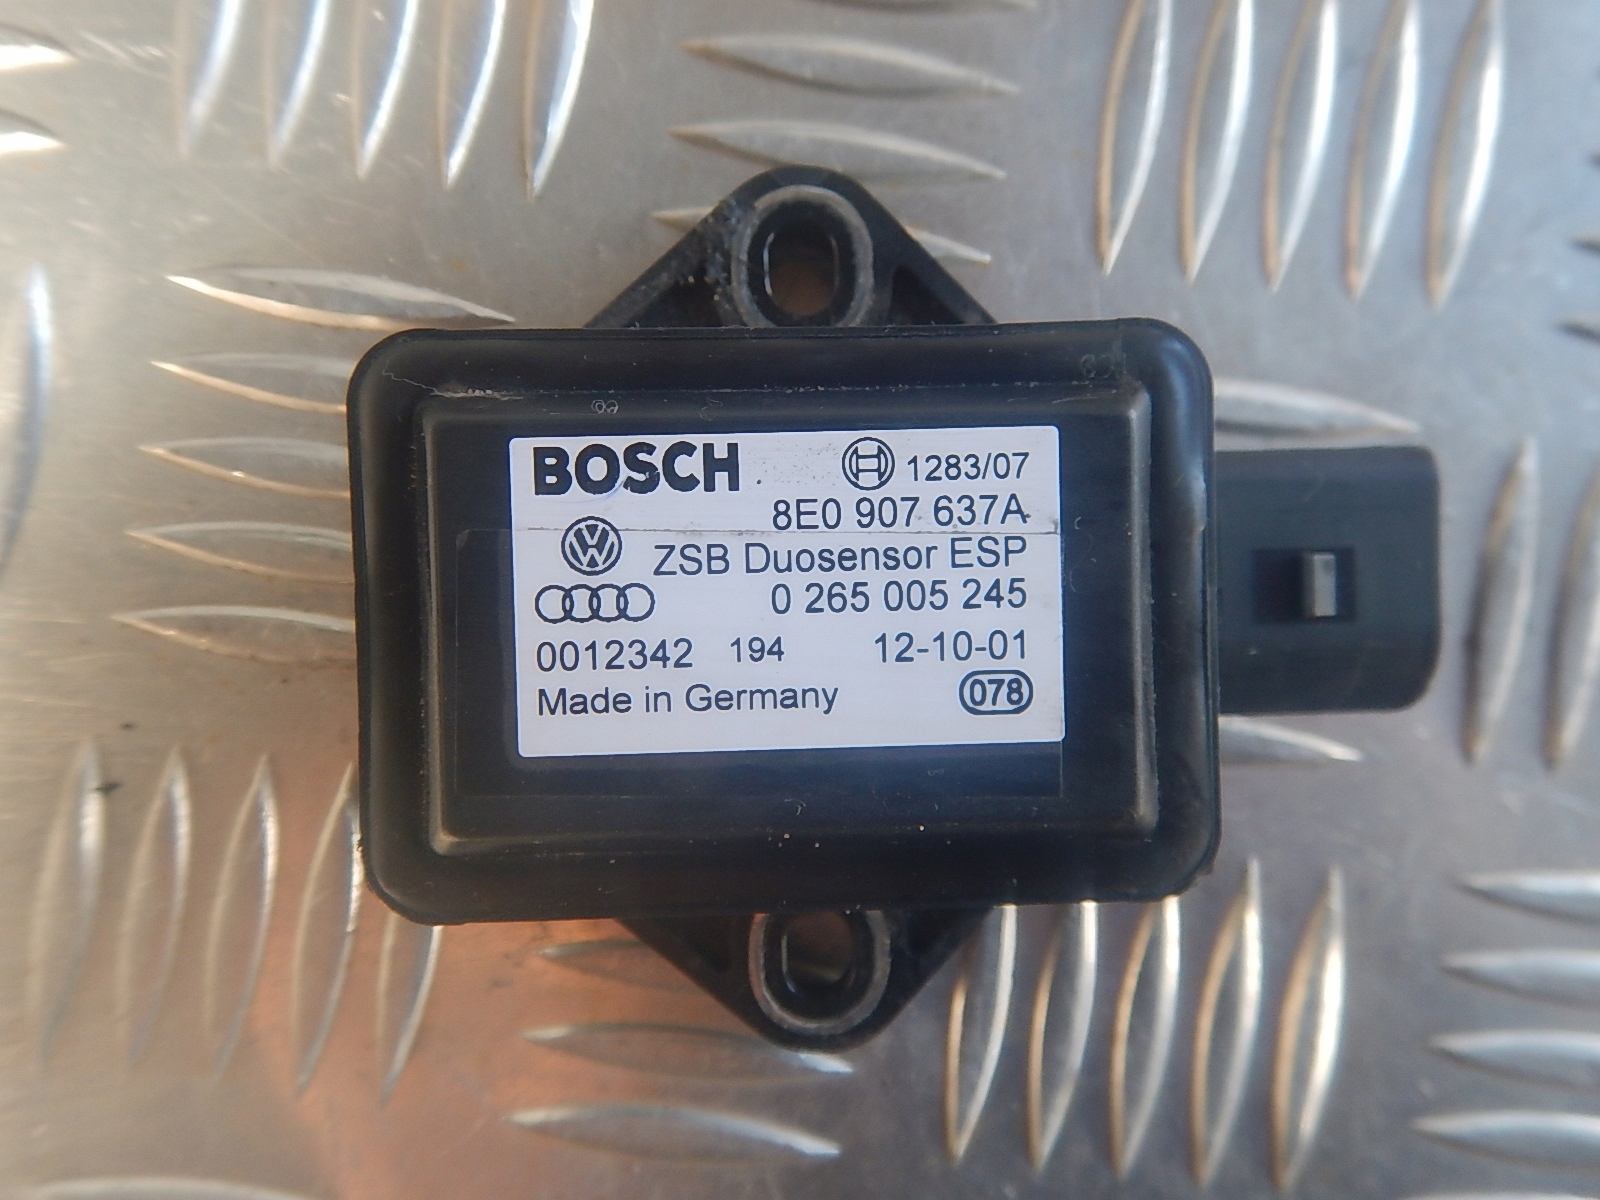 BOSCH 1283/07
8E0 907 637A
ZSB Duosensor ESP
0 265 005 245
0012342 194 12-10-01
Made in Germany 078